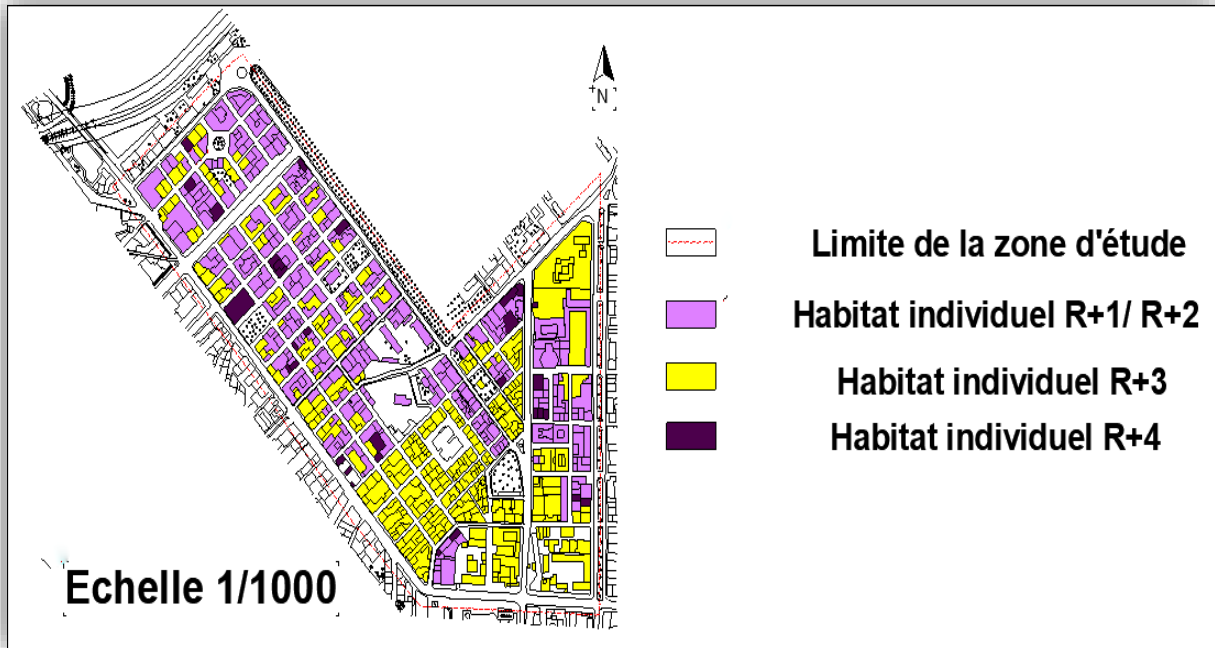 N
Limite de la zone d'étude
Habitat individuel R+1/ R+2
Habitat individuel R+3
Habitat individuel R+4
Echelle 1/1000